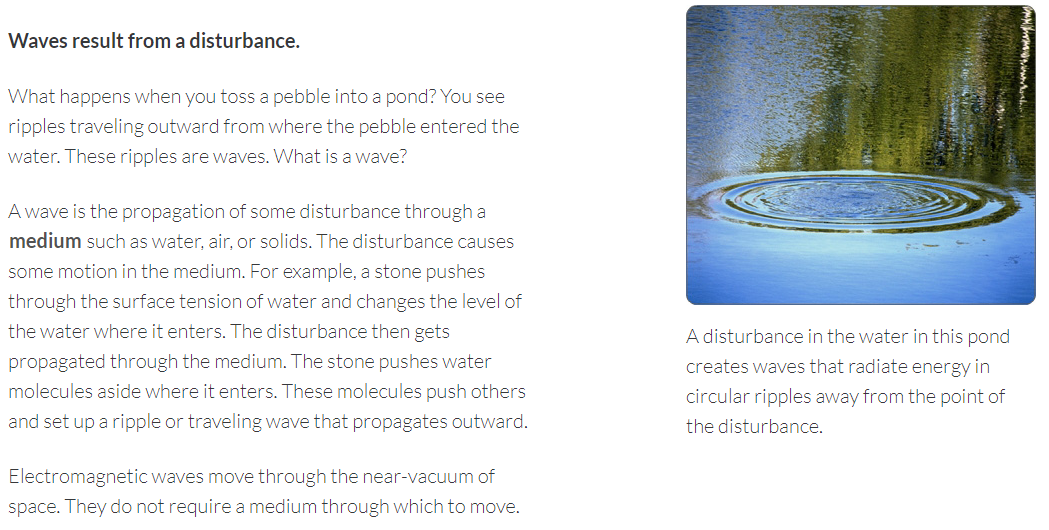 Waves result from a disturbance.
What happens when you toss a pebble into a pond? You see
ripples traveling outward from where the pebble entered the
water. These ripples are waves. What is a wave?
A wave is the propagation of some disturbance through a
medium such as water, air, or solids. The disturbance causes
some motion in the medium. For example, a stone pushes
through the surface tension of water and changes the level of
the water where it enters. The disturbance then gets
propagated through the medium. The stone pushes water
molecules aside where it enters. These molecules push others
and set up a ripple or traveling wave that propagates outward.
Electromagnetic waves move through the near-vacuum of
space. They do not require a medium through which to move.
A disturbance in the water in this pond
creates waves that radiate energy in
circular ripples away from the point of
the disturbance.